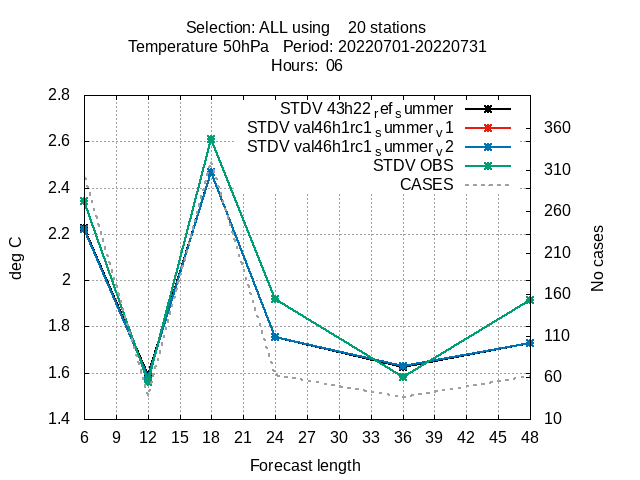 Selection: ALL using    20 stations
Temperature 50hPa   Period: 20220701-20220731
Hours:  06
STDV 43h22_ref_summer
STDV val46h1rc1_summer_v1
STDV val46h1rc1_summer_v2
STDV OBS
CASES
2.8
2.6
2.4
2.2
2
1.8
1.6
1.4
deg C
360
310
260
210
160
110
60
10
No cases
6 9 12 15 18 21 24 27 30 33 36 39 42 45 48
Forecast length